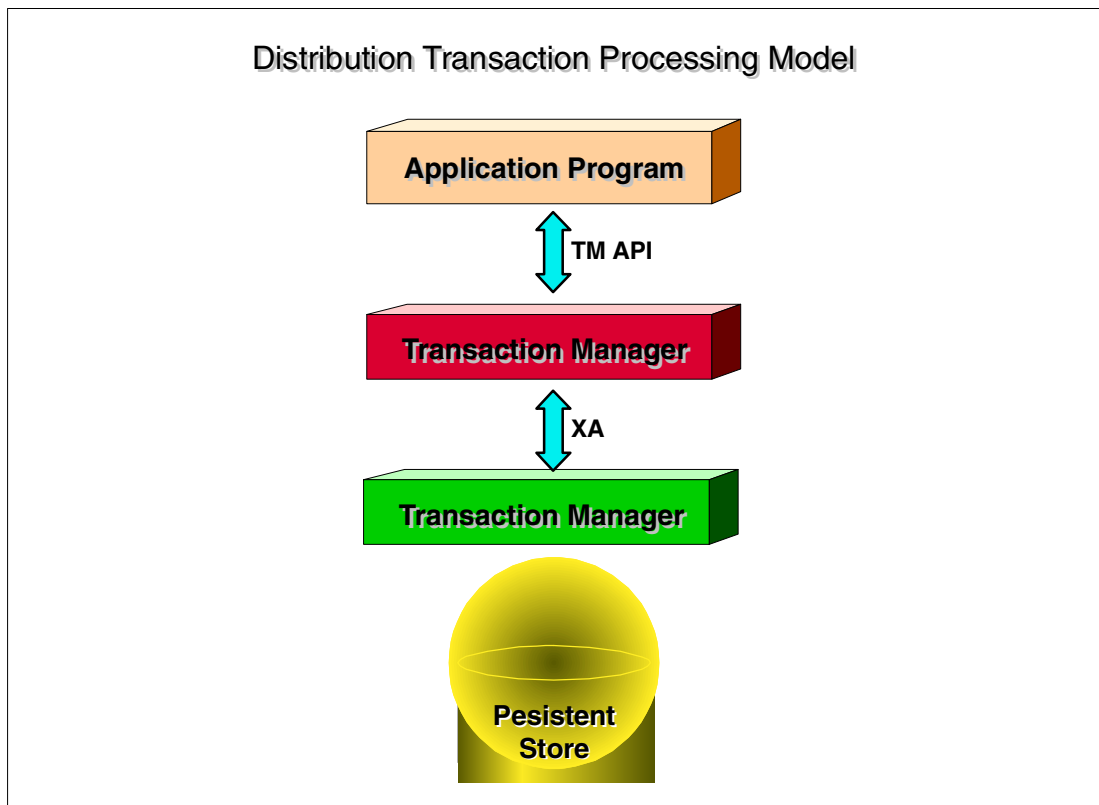 Distribution Transaction Processing Model
Application Program
TM API
Transaction Manager
XA
Transaction Manager
Pesistent
Store